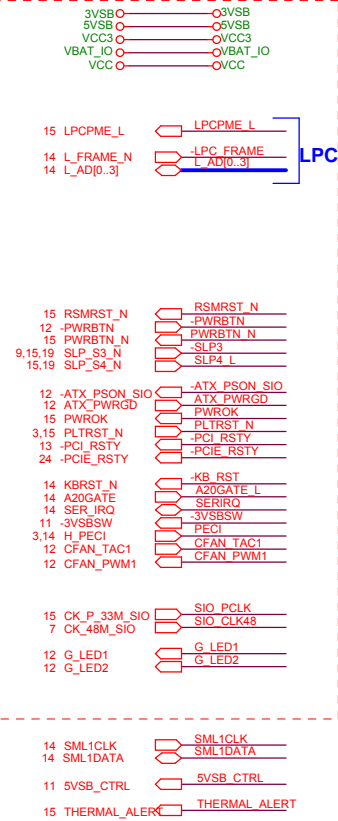 3VSB 3VSB
5VSB 5VSB
VCC3 VCC3
VBAT_IO VBAT_IO
VCC VCC
15 LPCPME_L LPCPME_L
14 L_FRAME_N -LPC_FRAME
14 L_AD[0..3] L_AD[0..3]
LPC
15 RSMRST_N RSMRST_N
12 -PWRBTN -PWRBTN
15 PWRBTN_N PWRBTN_N
9,15,19 SLP_S3_N -SLP3
15,19 SLP_S4_N SLP4_L
12 -ATX_PSON_SIO -ATX_PSON_SIO
12 ATX_PWRGD ATX_PWRGD
15 PWROK PWROK
3,15 PLTRST_N PLTRST_N
13 -PCI_RSTY -PCI_RSTY
24 -PCIE_RSTY -PCIE_RSTY
14 KBRST_N -KB_RST
14 A20GATE A20GATE_L
14 SER_IRQ SERIRQ
11 -3VSBSW -3VSBSW
3,14 H_PECI PECI
12 CFAN_TAC1 CFAN_TAC1
12 CFAN_PWM1 CFAN_PWM1
15 CK_P_33M_SIO SIO_PCLK
7 CK_48M_SIO SIO_CLK48
12 G_LED1 G_LED1
12 G_LED2 G_LED2
14 SML1CLK SML1CLK
14 SML1DATA SML1DATA
11 5VSB_CTRL 5VSB_CTRL
15 THERMAL_ALERT THERMAL_ALERT